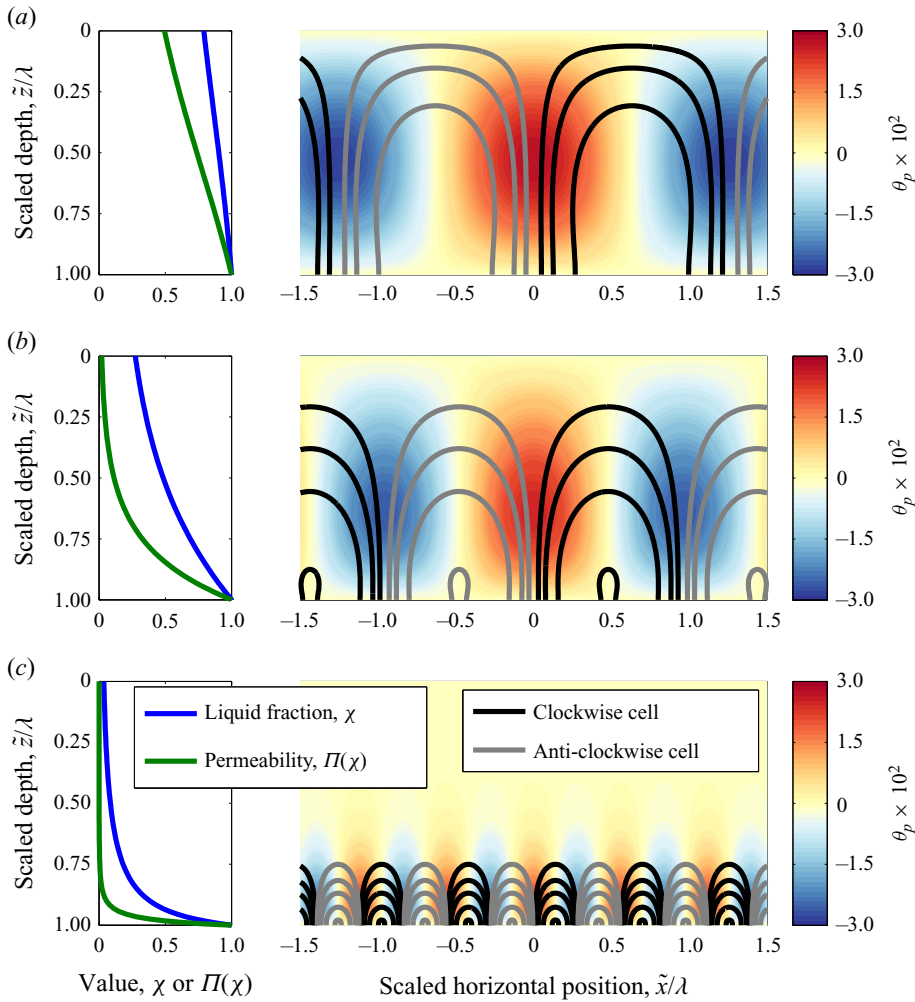 (a)
Scaled depth, z̃/λ
0
0.25
0.50
0.75
1.00
0 0.5 1.0
–1.5 –1.0 –0.5 0 0.5 1.0 1.5
3.0
1.5
0
–1.5
–3.0
θp × 10²
(b)
Scaled depth, z̃/λ
0
0.25
0.50
0.75
1.00
0 0.5 1.0
–1.5 –1.0 –0.5 0 0.5 1.0 1.5
3.0
1.5
0
–1.5
–3.0
θp × 10²
(c)
Scaled depth, z̃/λ
0
0.25
0.50
0.75
1.00
Liquid fraction, χ
Permeability, Π(χ)
Clockwise cell
Anti-clockwise cell
0 0.5 1.0
–1.5 –1.0 –0.5 0 0.5 1.0 1.5
3.0
1.5
0
–1.5
–3.0
θp × 10²
Value, χ or Π(χ)
Scaled horizontal position, x̃/λ